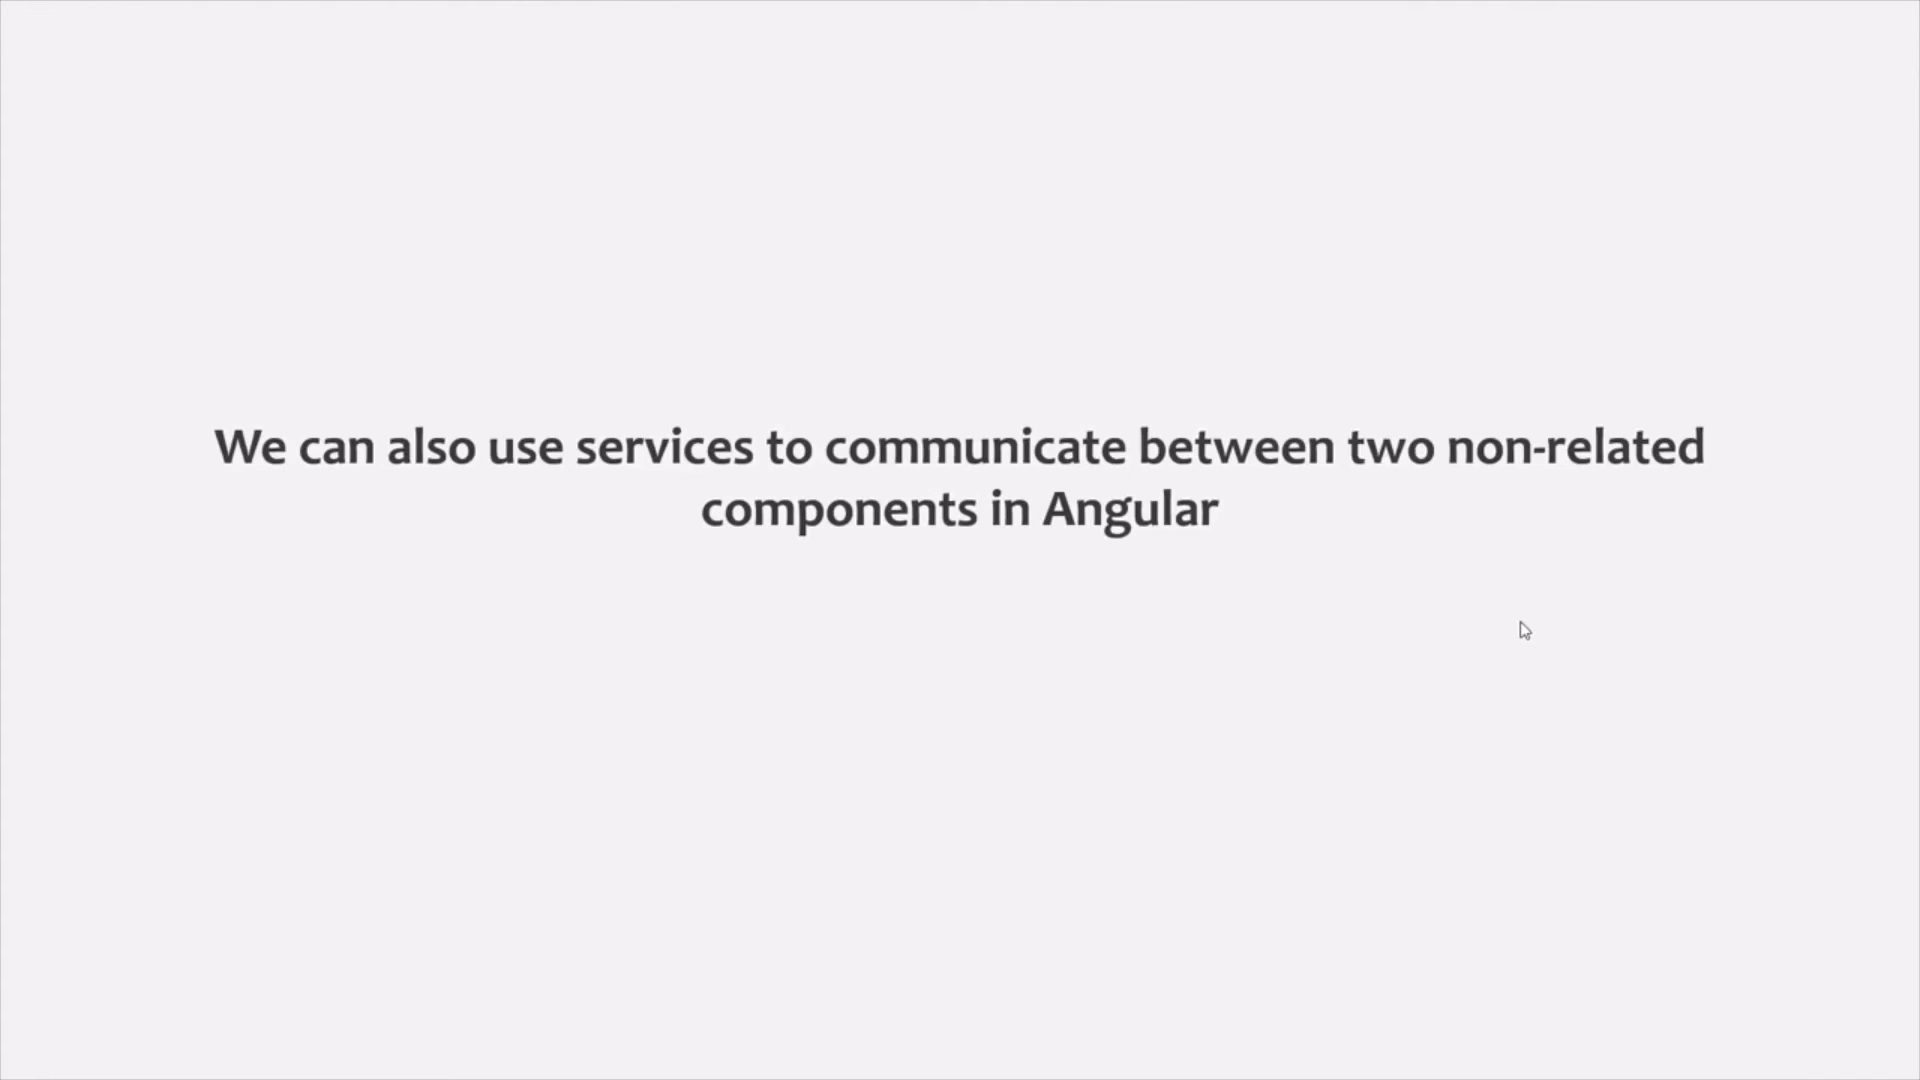 We can also use services to communicate between two non-related
components in Angular